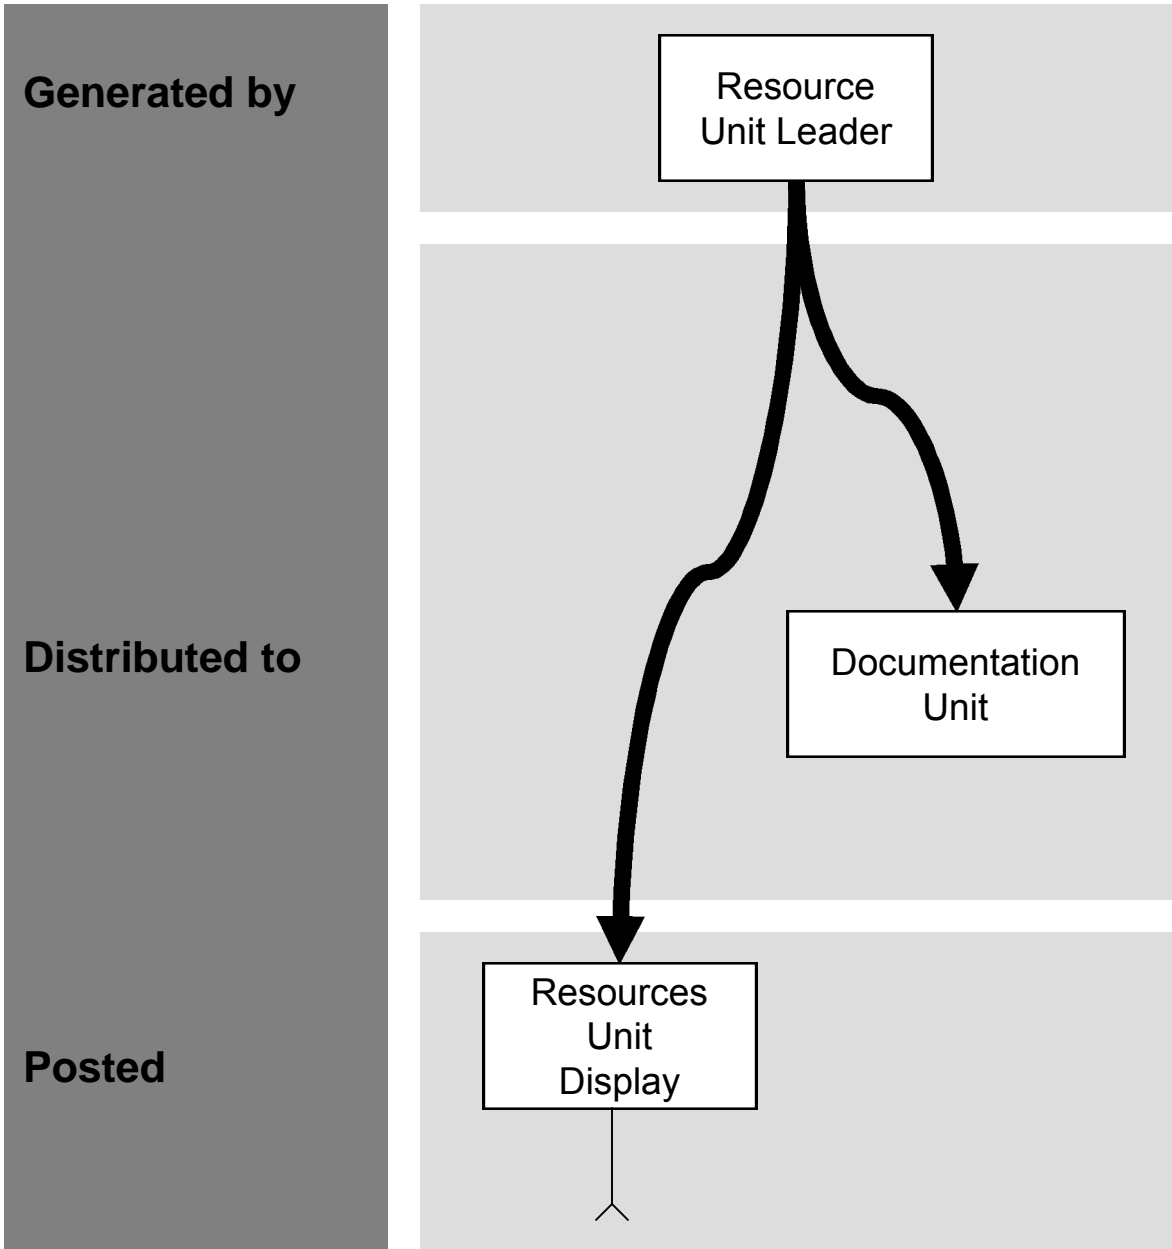 Generated by
Resource
Unit Leader
Distributed to
Documentation
Unit
Posted
Resources
Unit
Display